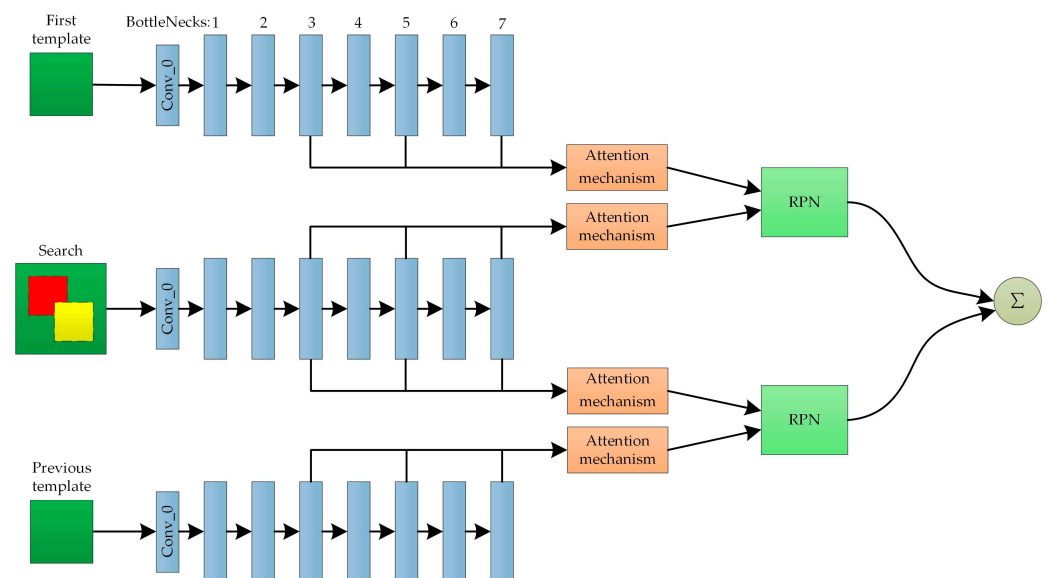 First
template
BottleNecks: 1 2 3 4 5 6 7
Conv_0
Attention
mechanism
RPN
Attention
mechanism
Search
Conv_0
Σ
Attention
mechanism
RPN
Attention
mechanism
Previous
template
Conv_0